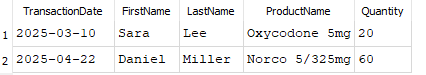 TransactionDate FirstName LastName ProductName Quantity
1 2025-03-10 Sara Lee Oxycodone 5mg 20
2 2025-04-22 Daniel Miller Norco 5/325mg 60